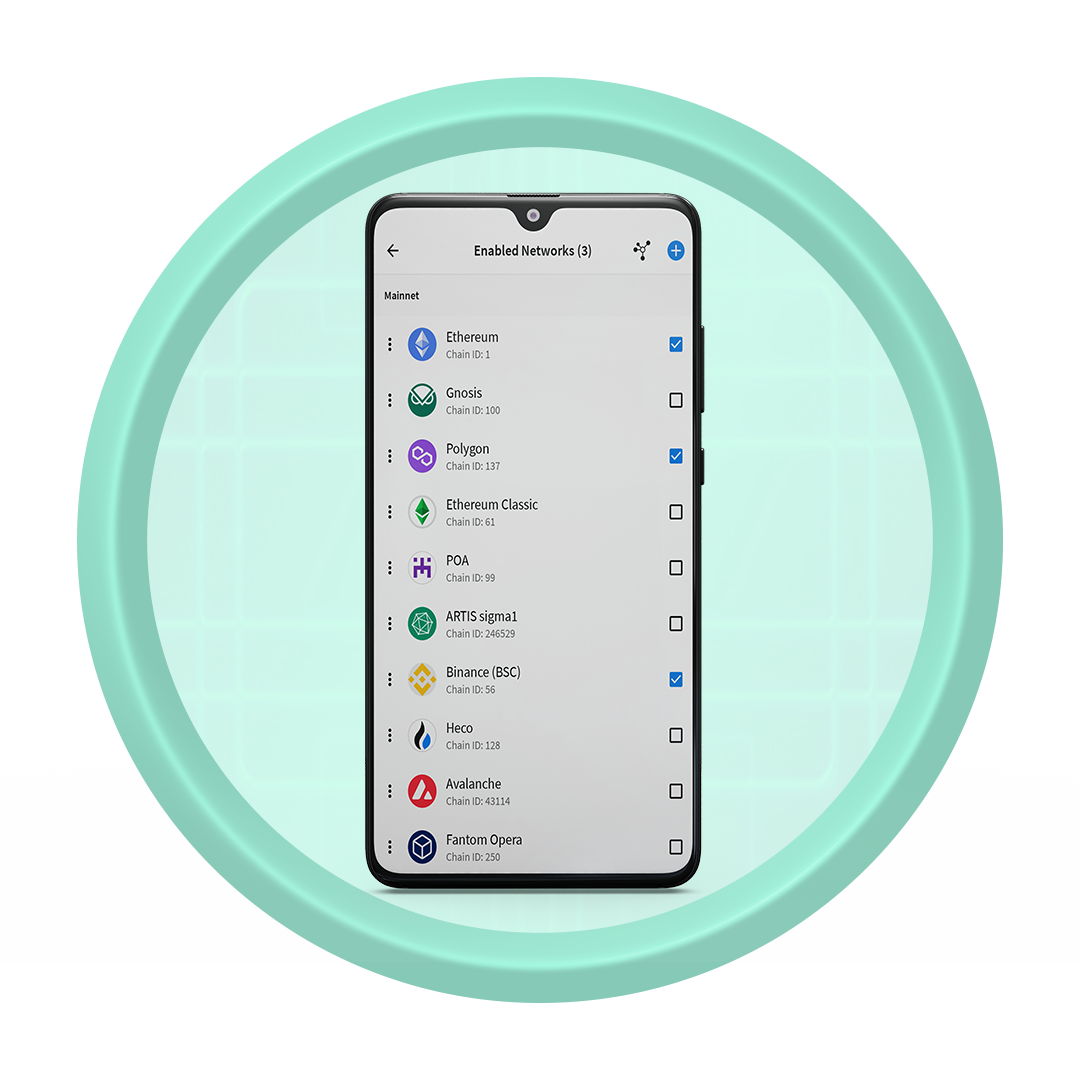 Enabled Networks (3)
Mainnet
Ethereum
Chain ID: 1
Gnosis
Chain ID: 100
Polygon
Chain ID: 137
Ethereum Classic
Chain ID: 61
POA
Chain ID: 99
ARTIS sigma1
Chain ID: 246529
Binance (BSC)
Chain ID: 56
Heco
Chain ID: 128
Avalanche
Chain ID: 43114
Fantom Opera
Chain ID: 250